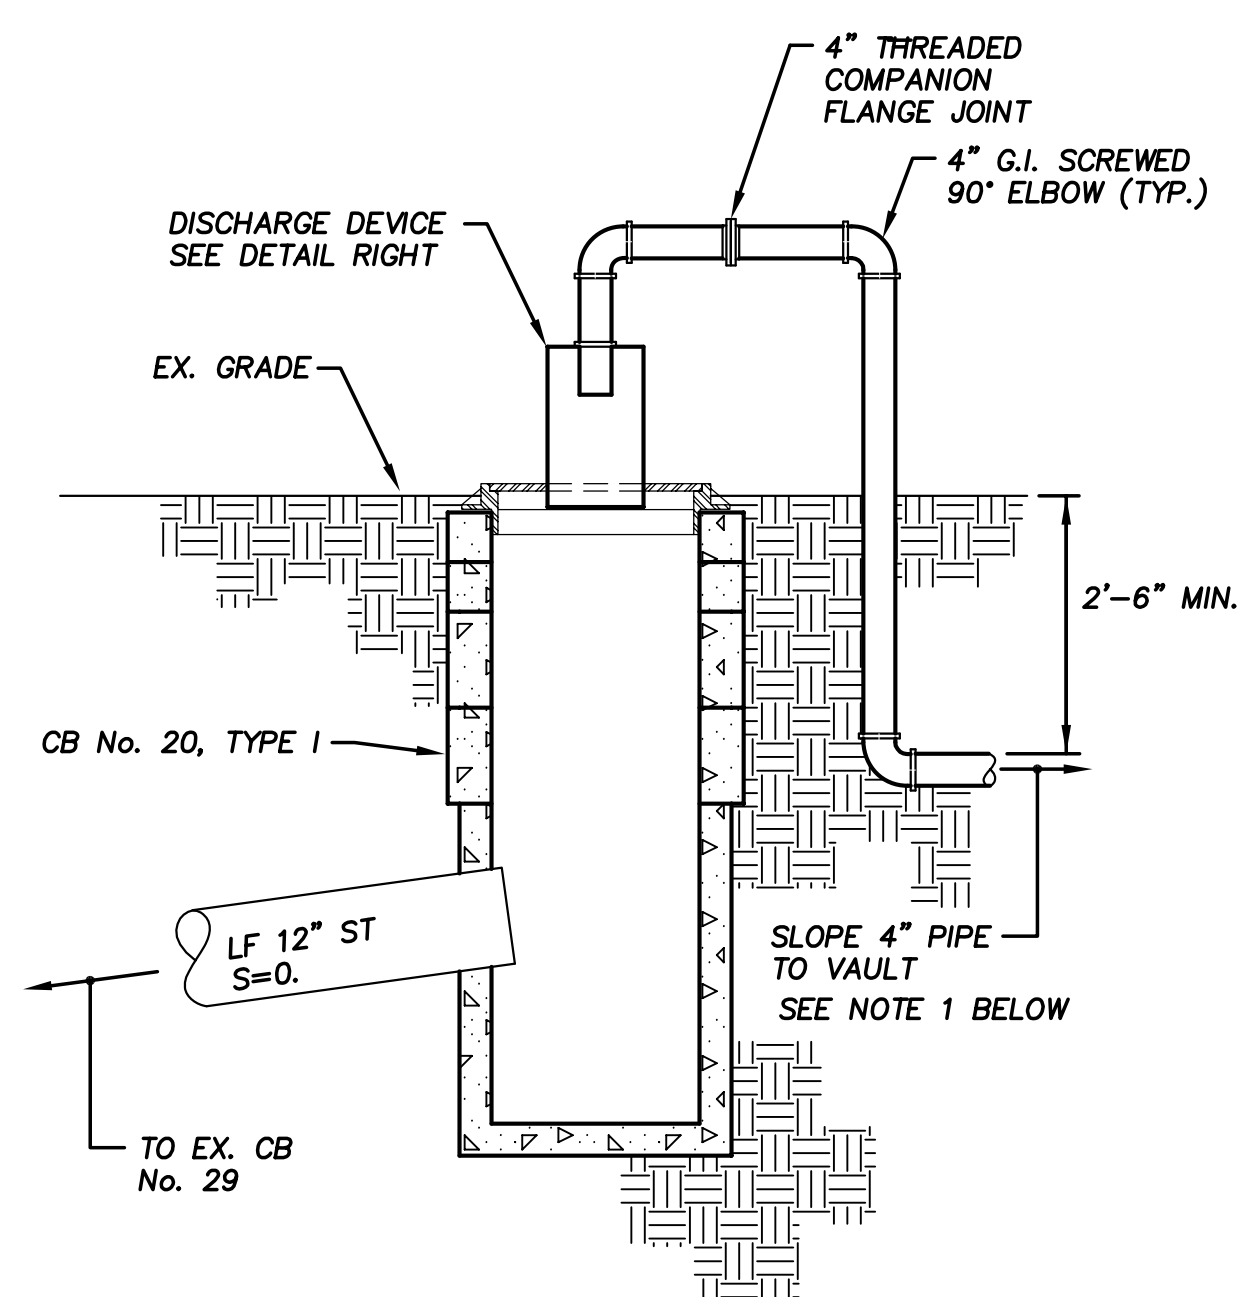 4" THREADED
COMPANION
FLANGE JOINT
4" G.I. SCREWED
90° ELBOW (TYP.)
DISCHARGE DEVICE
SEE DETAIL RIGHT
EX. GRADE
2'-6" MIN.
CB No. 20, TYPE I
LF 12" ST
S=0.
SLOPE 4" PIPE
TO VAULT
SEE NOTE 1 BELOW
TO EX. CB
No. 29